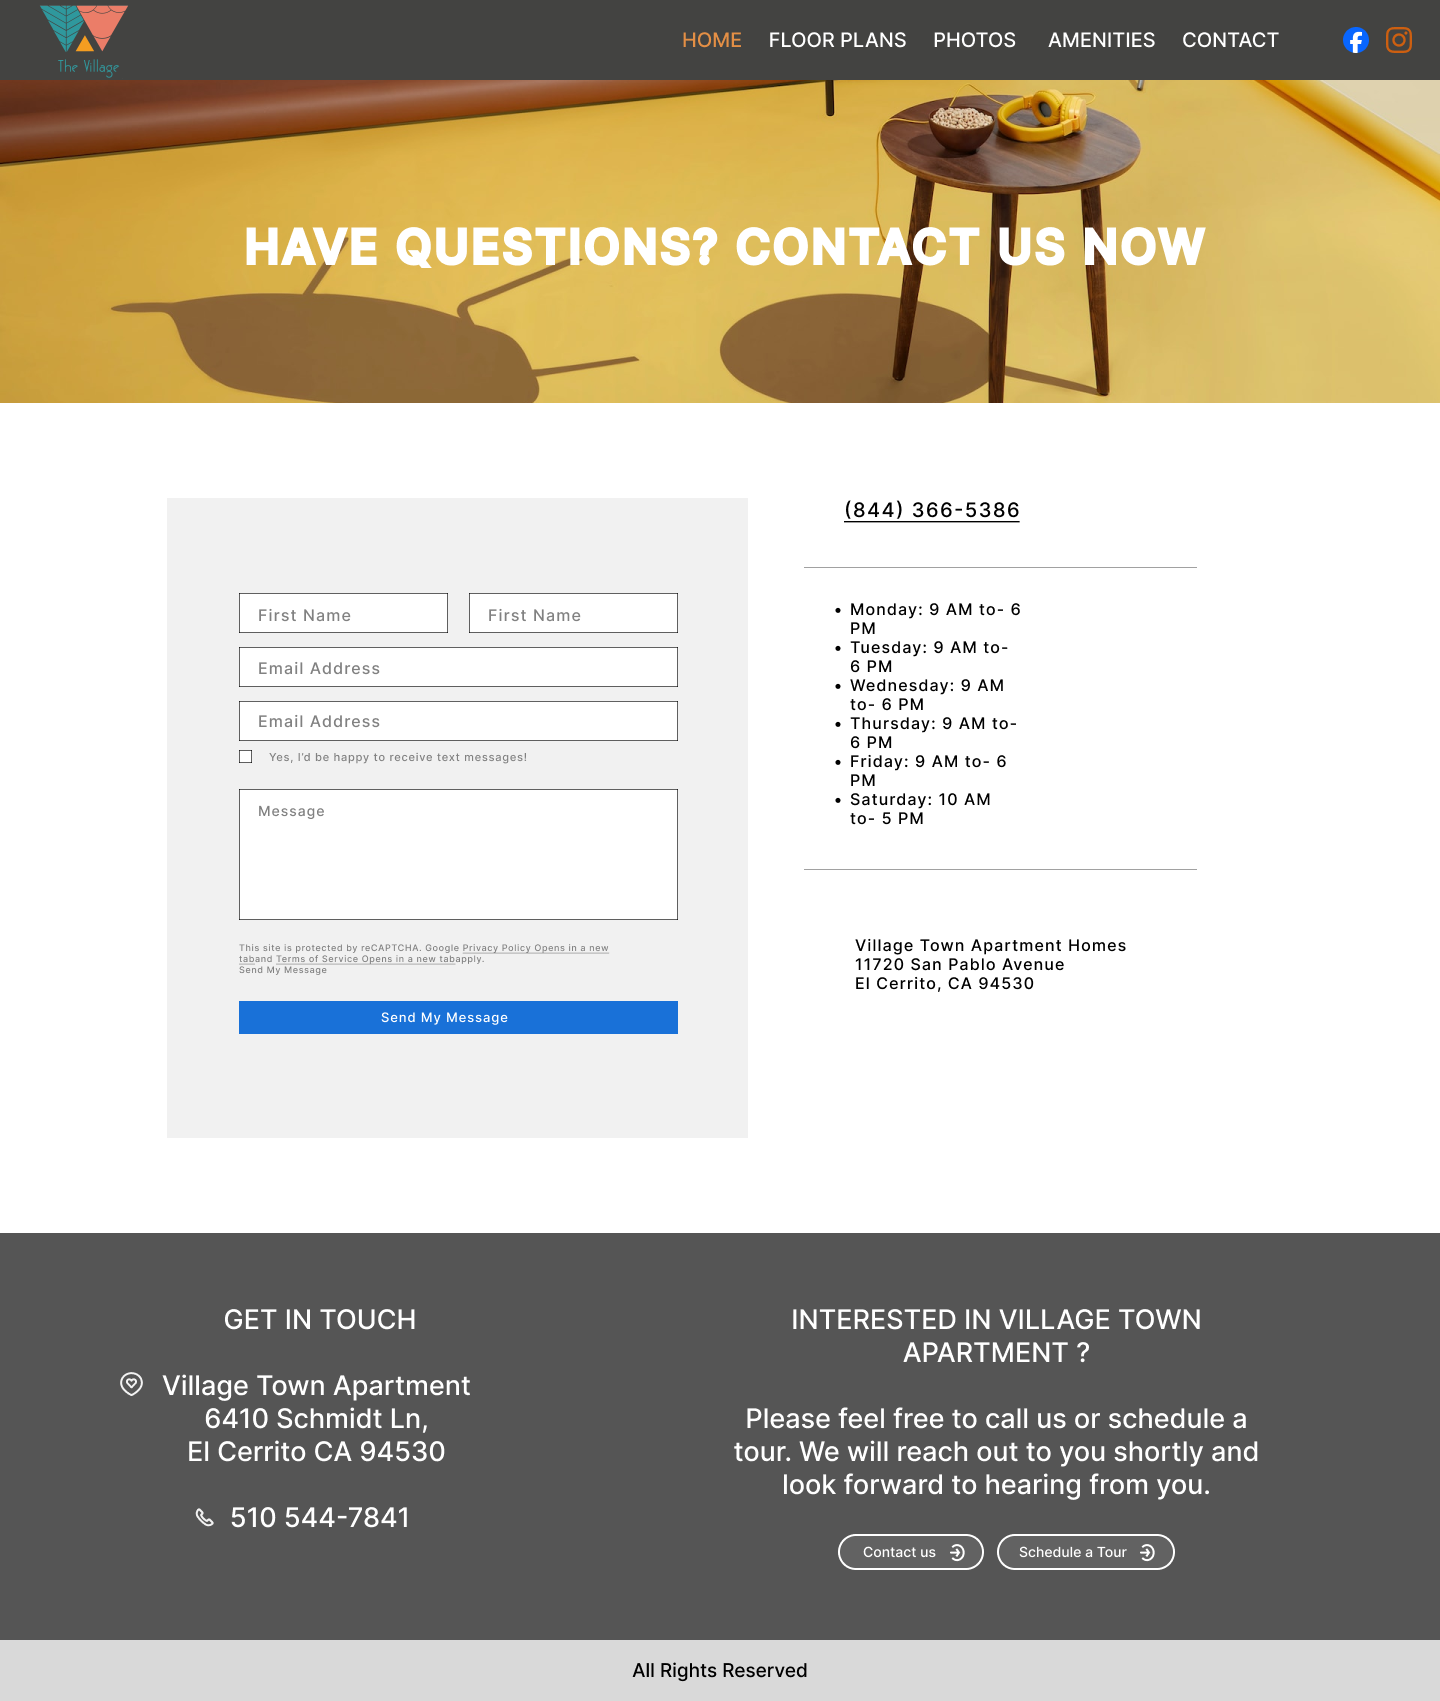 The Village
HOME FLOOR PLANS PHOTOS AMENITIES CONTACT
HAVE QUESTIONS? CONTACT US NOW
First Name
First Name
Email Address
Email Address
Yes, I'd be happy to receive text messages!
Message
This site is protected by reCAPTCHA. Google Privacy Policy Opens in a new
taband Terms of Service Opens in a new tabapply.
Send My Message
Send My Message
(844) 366-5386
• Monday: 9 AM to- 6
PM
• Tuesday: 9 AM to-
6 PM
• Wednesday: 9 AM
to- 6 PM
• Thursday: 9 AM to-
6 PM
• Friday: 9 AM to- 6
PM
• Saturday: 10 AM
to- 5 PM
Village Town Apartment Homes
11720 San Pablo Avenue
El Cerrito, CA 94530
GET IN TOUCH
Village Town Apartment
6410 Schmidt Ln,
El Cerrito CA 94530
510 544-7841
INTERESTED IN VILLAGE TOWN
APARTMENT ?
Please feel free to call us or schedule a
tour. We will reach out to you shortly and
look forward to hearing from you.
Contact us
Schedule a Tour
All Rights Reserved